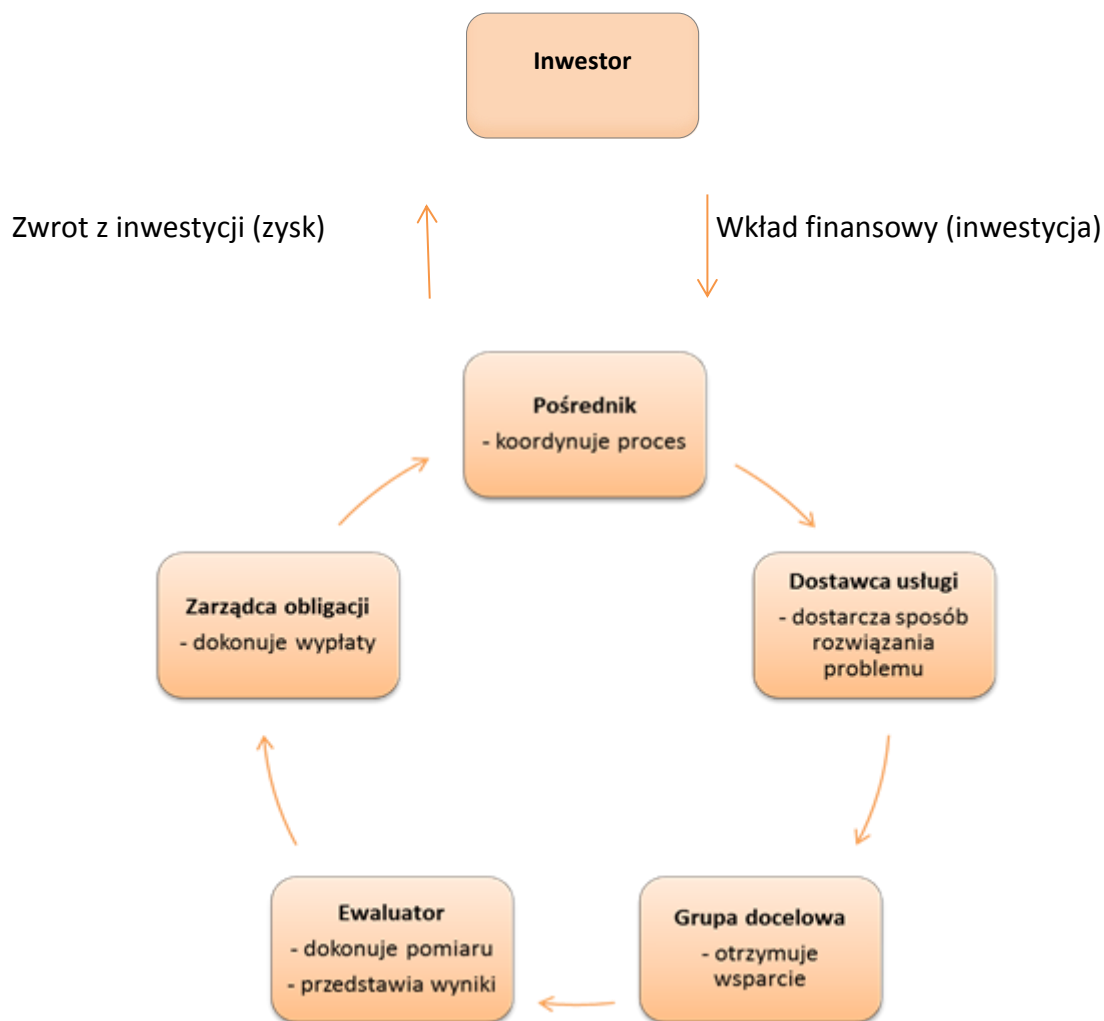 Inwestor
Zwrot z inwestycji (zysk)
Wkład finansowy (inwestycja)
Pośrednik
- koordynuje proces
Zarządca obligacji
- dokonuje wypłaty
Dostawca usługi
- dostarcza sposób
rozwiązania
problemu
Ewaluator
- dokonuje pomiaru
- przedstawia wyniki
Grupa docelowa
- otrzymuje
wsparcie